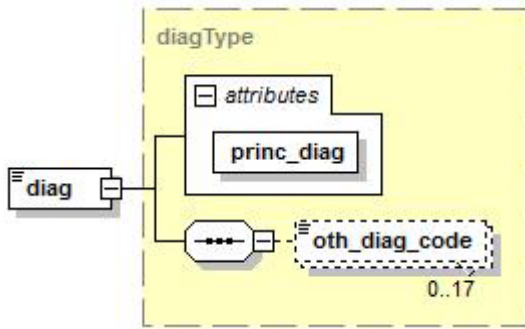 diagType
attributes
princ_diag
diag
oth_diag_code
0..17